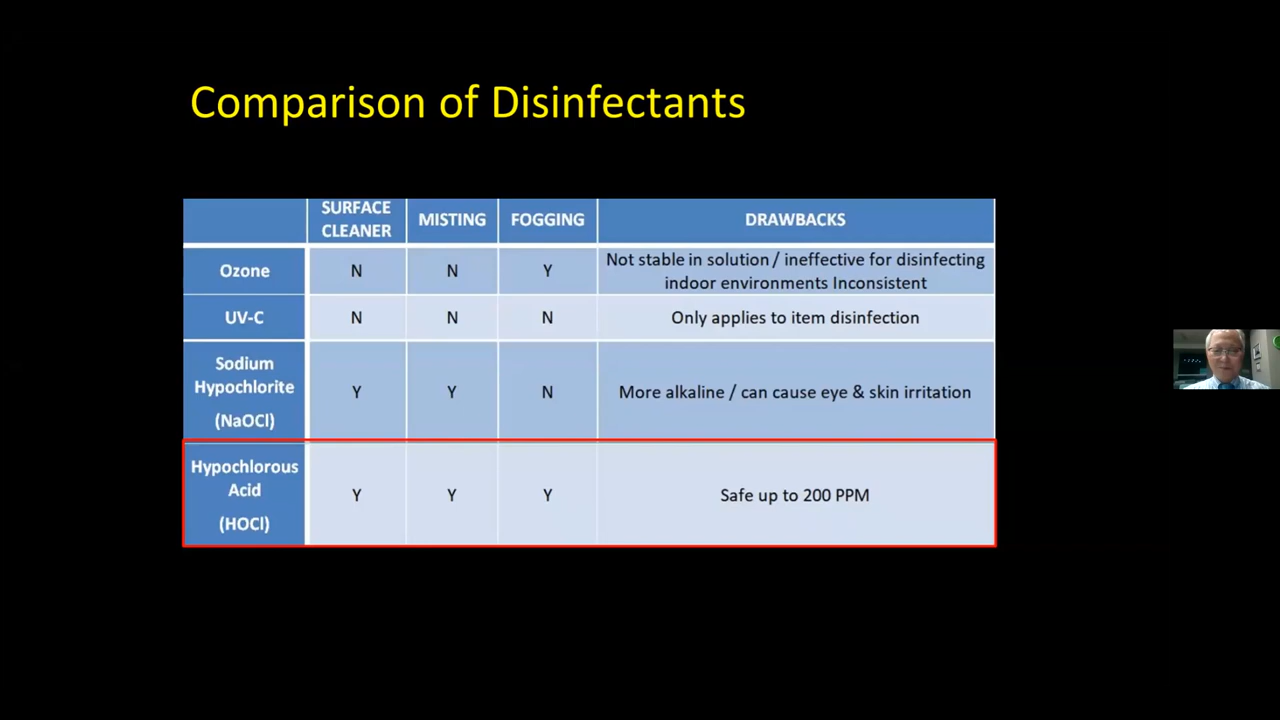 Comparison of Disinfectants
SURFACE
CLEANER
MISTING
FOGGING
DRAWBACKS
Ozone
N
N
Y
Not stable in solution / ineffective for disinfecting
indoor environments Inconsistent
UV-C
N
N
N
Only applies to item disinfection
Sodium
Hypochlorite
(NaOCl)
Y
Y
N
More alkaline / can cause eye & skin irritation
Hypochlorous
Acid
(HOCl)
Y
Y
Y
Safe up to 200 PPM